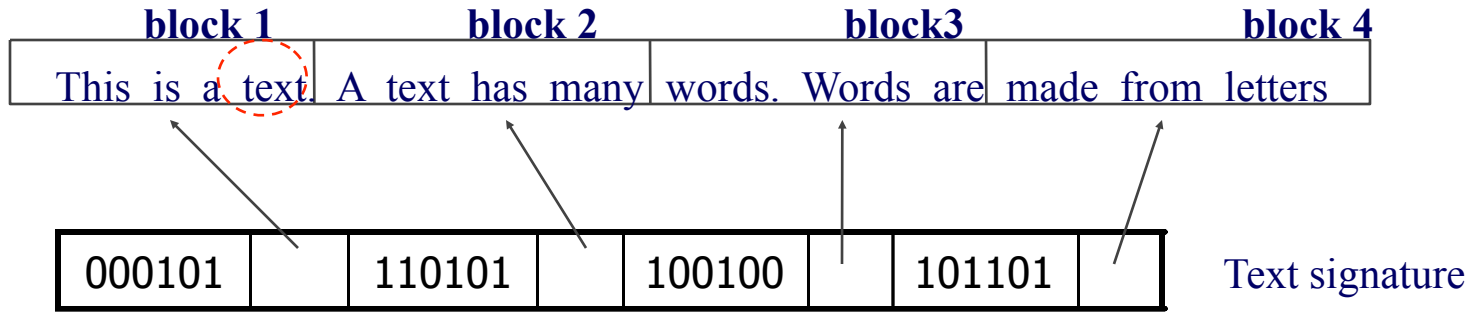 block 1 block 2 block3 block 4
This is a text. A text has many words. Words are made from letters
000101 110101 100100 101101 Text signature